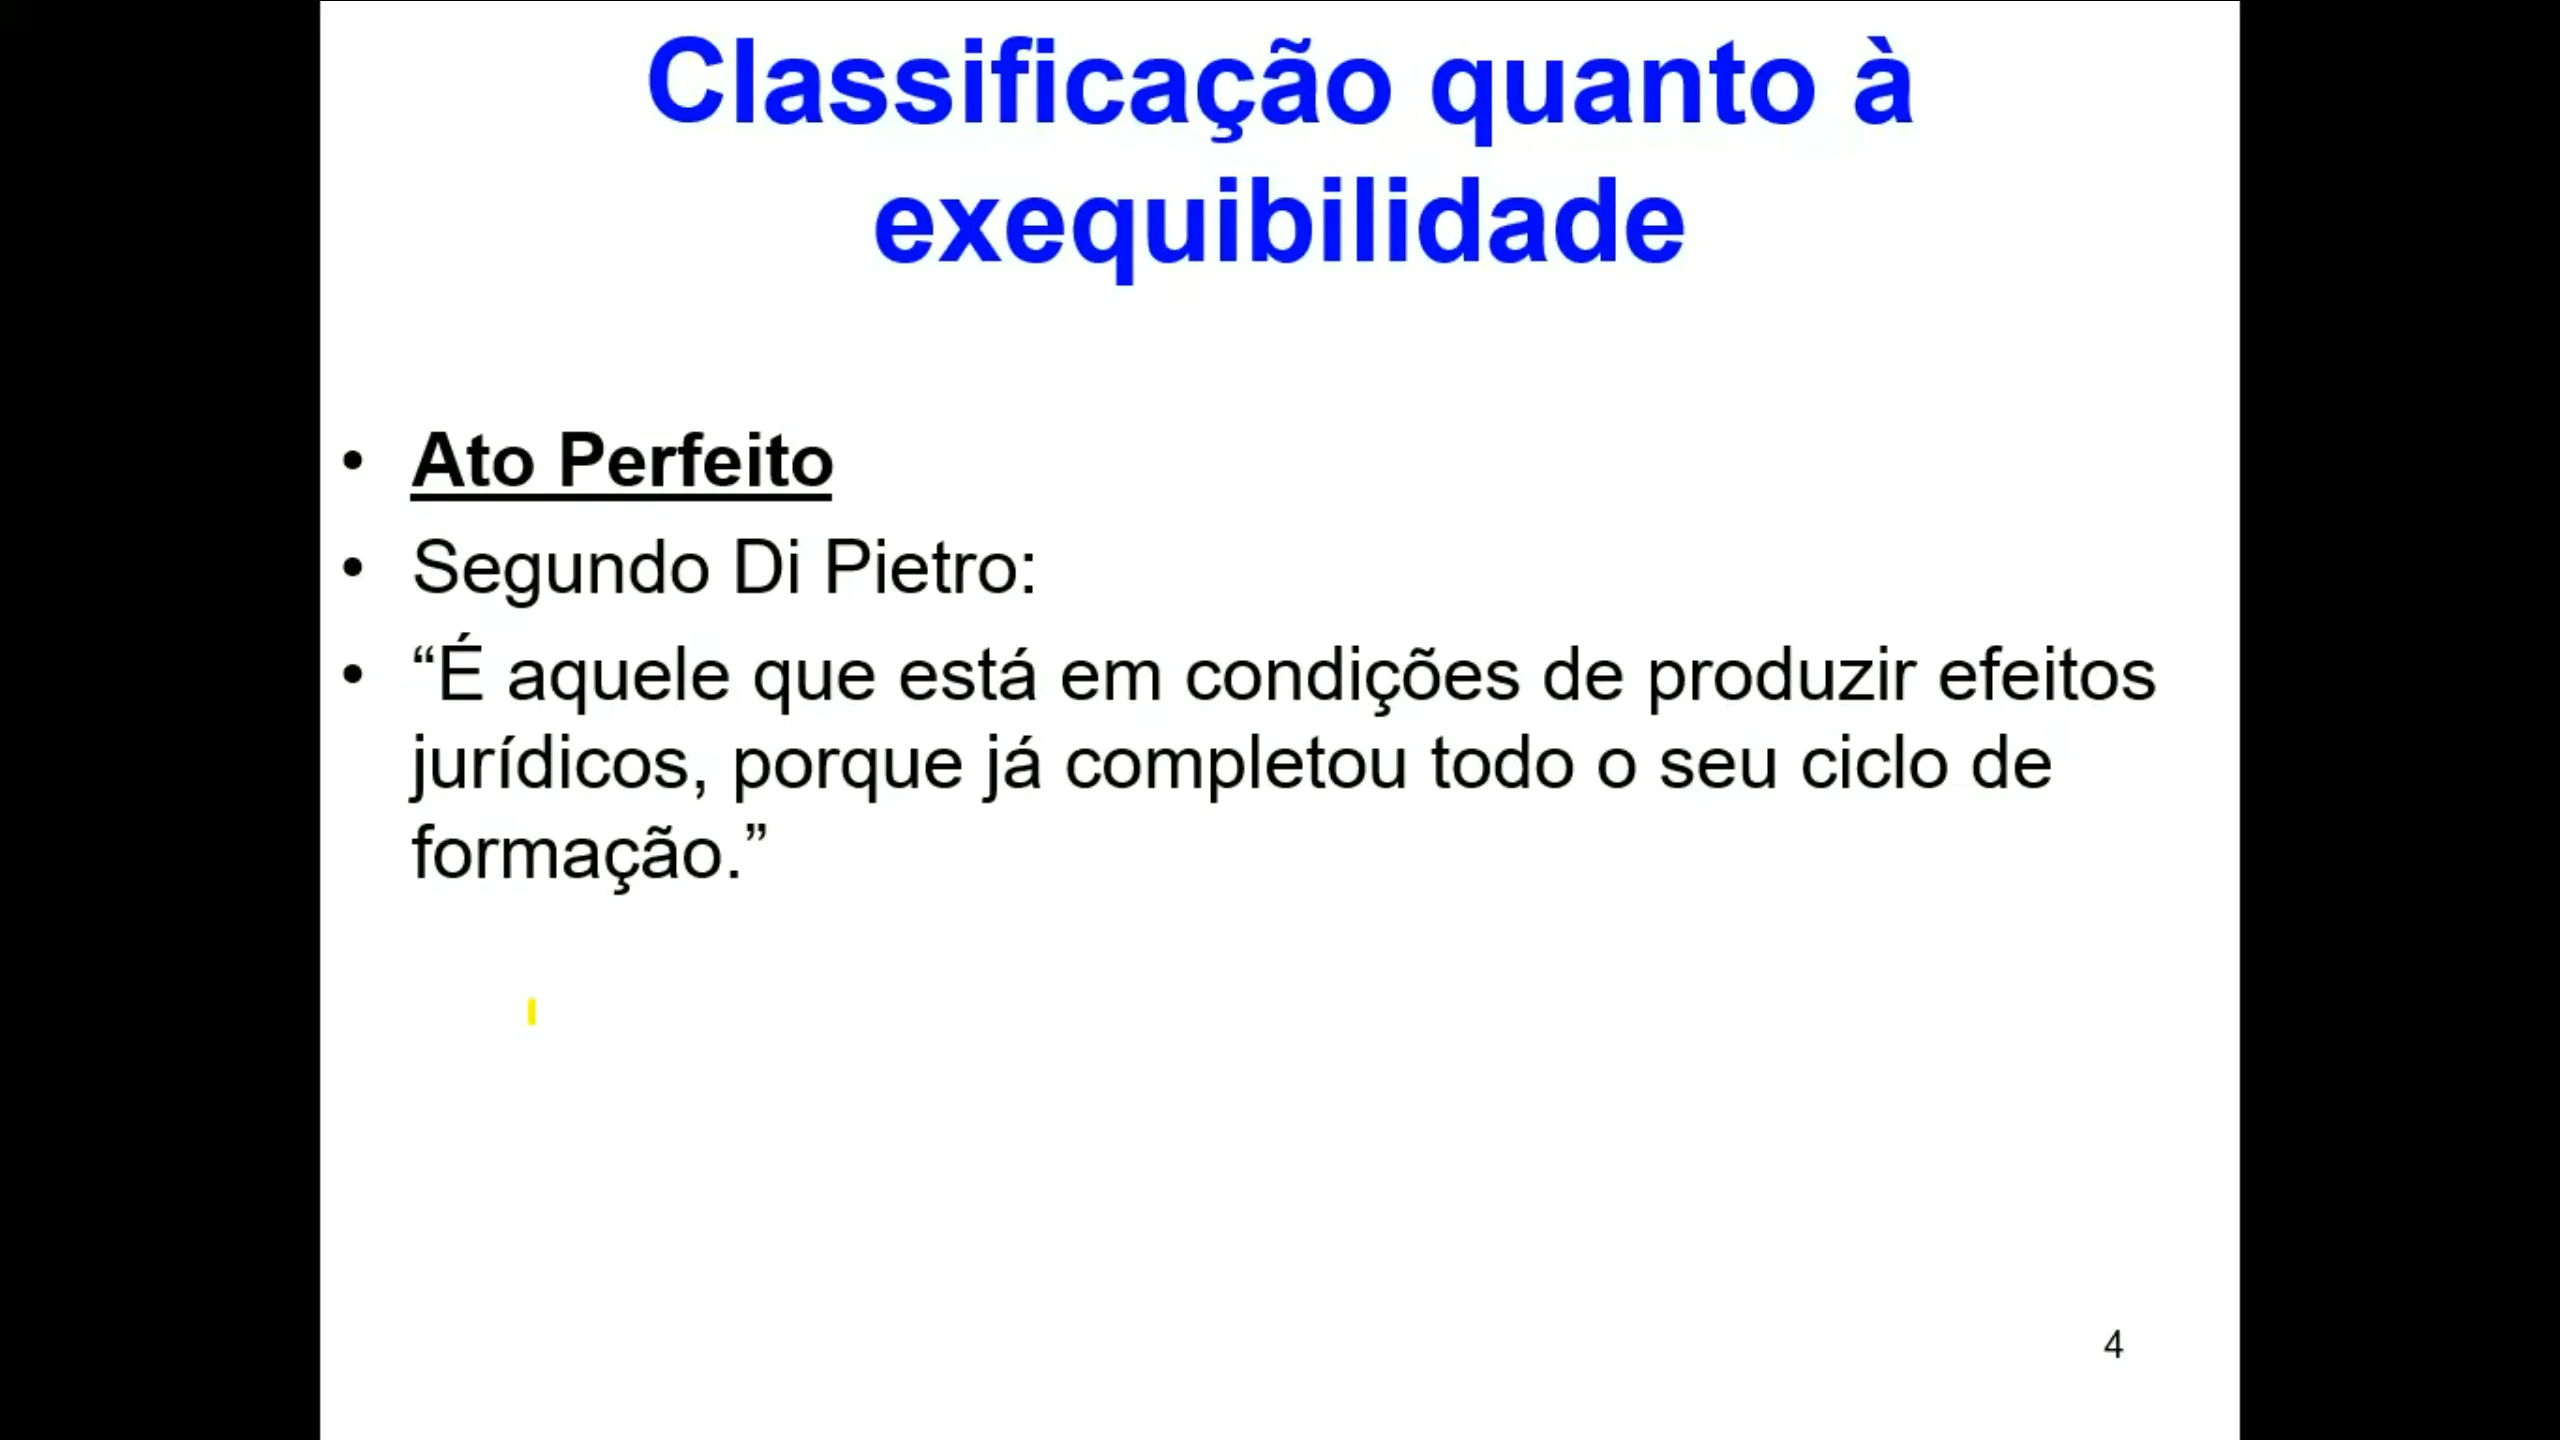 Classificação quanto à
exequibilidade
• Ato Perfeito
• Segundo Di Pietro:
• “É aquele que está em condições de produzir efeitos
jurídicos, porque já completou todo o seu ciclo de
formação.”
4